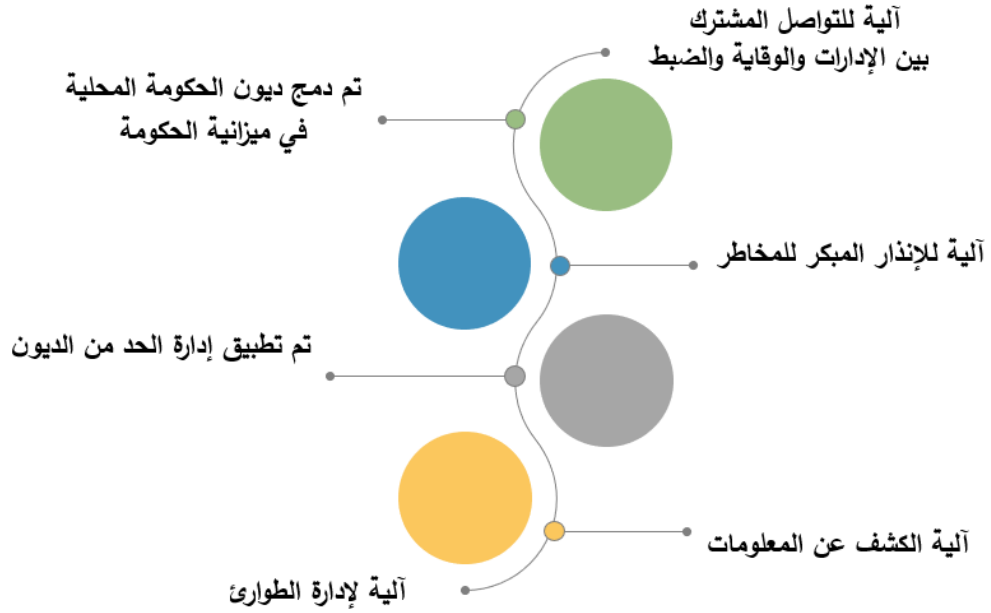 آلية للتواصل المشترك
بين الإدارات والوقاية والضبط
تم دمج ديون الحكومة المحلية
في ميزانية الحكومة
آلية للإنذار المبكر للمخاطر
تم تطبيق إدارة الحد من الديون
آلية الكشف عن المعلومات
آلية لإدارة الطوارئ